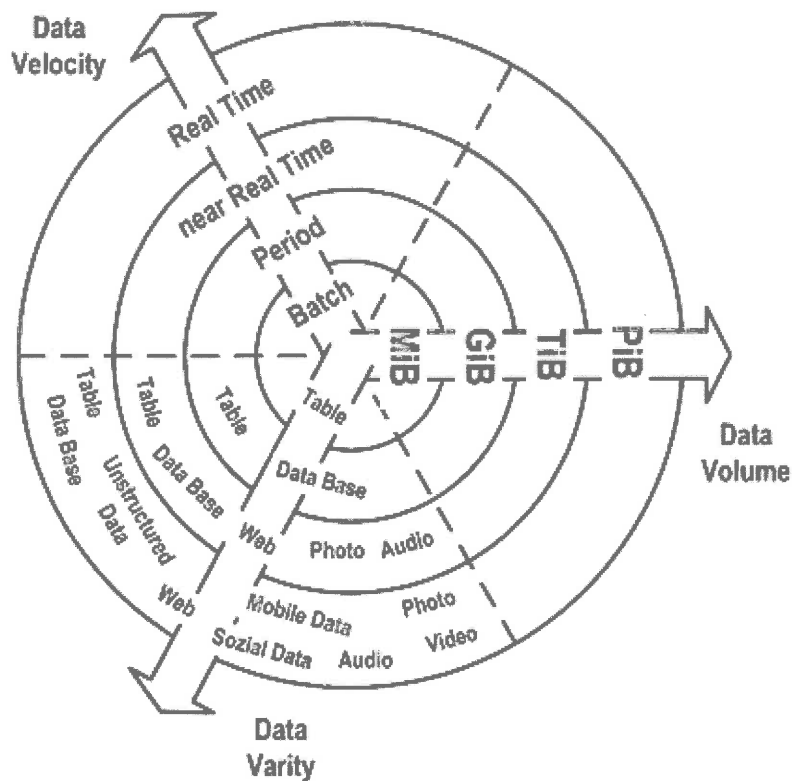 Data
Velocity
Real Time
near Real Time
Period
Batch
MiB
GiB
TiB
PiB
Data
Volume
Table
Table
Table
Table
Data Base
Data Base
Data Base
Unstructured
Data
Web
Photo
Audio
Web
Mobile Data
Photo
Sozial Data
Audio
Video
Data
Varity